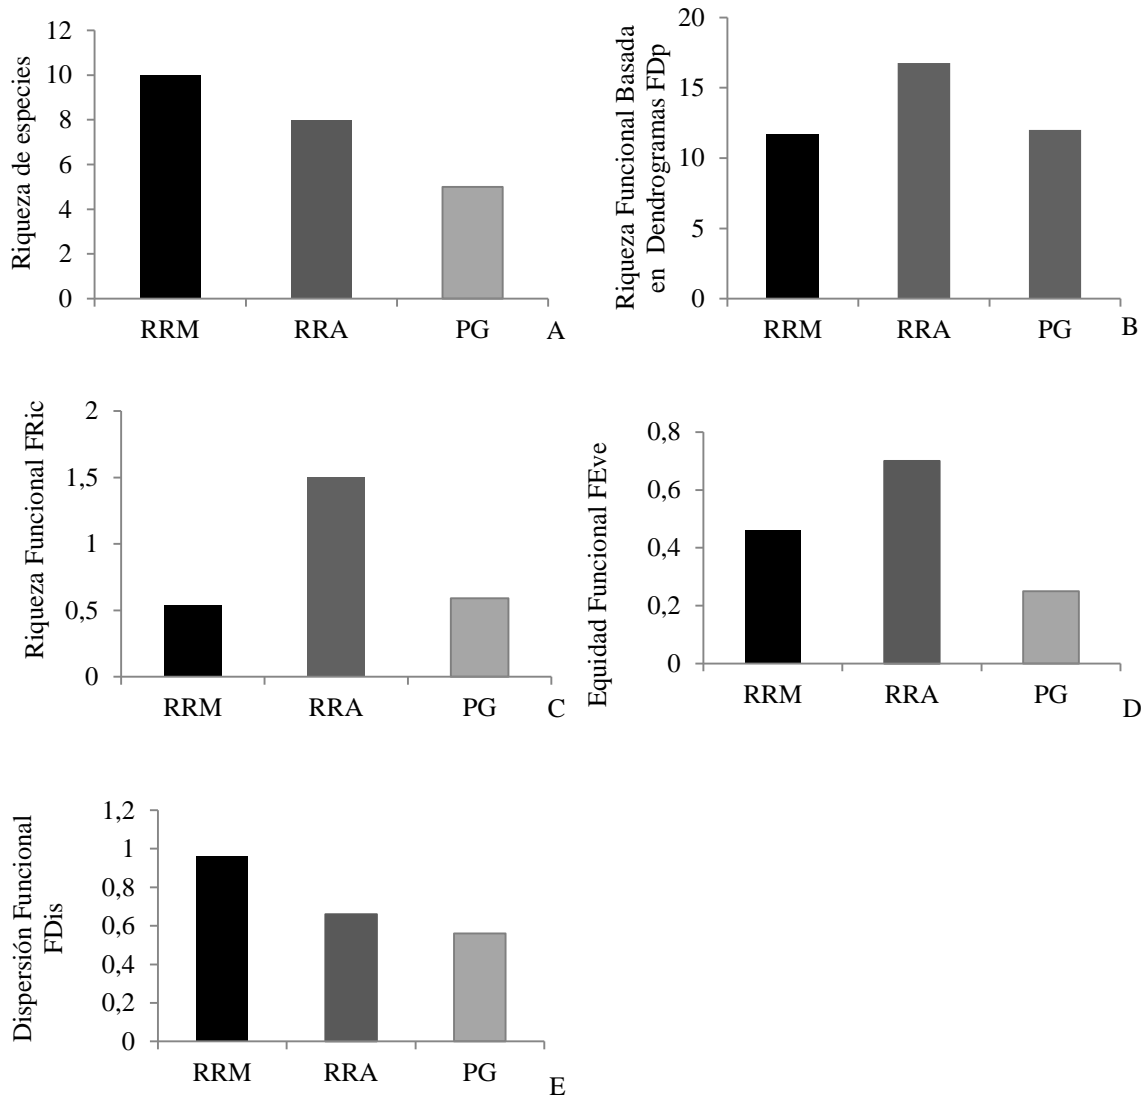 Riqueza de especies
12
10
8
6
4
2
0
RRM RRA PG
A
Riqueza Funcional Basada
en Dendrogramas FDp
20
15
10
5
0
RRM RRA PG
B
Riqueza Funcional FRic
2
1,5
1
0,5
0
RRM RRA PG
C
Equidad Funcional FEve
0,8
0,6
0,4
0,2
0
RRM RRA PG
D
Dispersión Funcional
FDis
1,2
1
0,8
0,6
0,4
0,2
0
RRM RRA PG
E